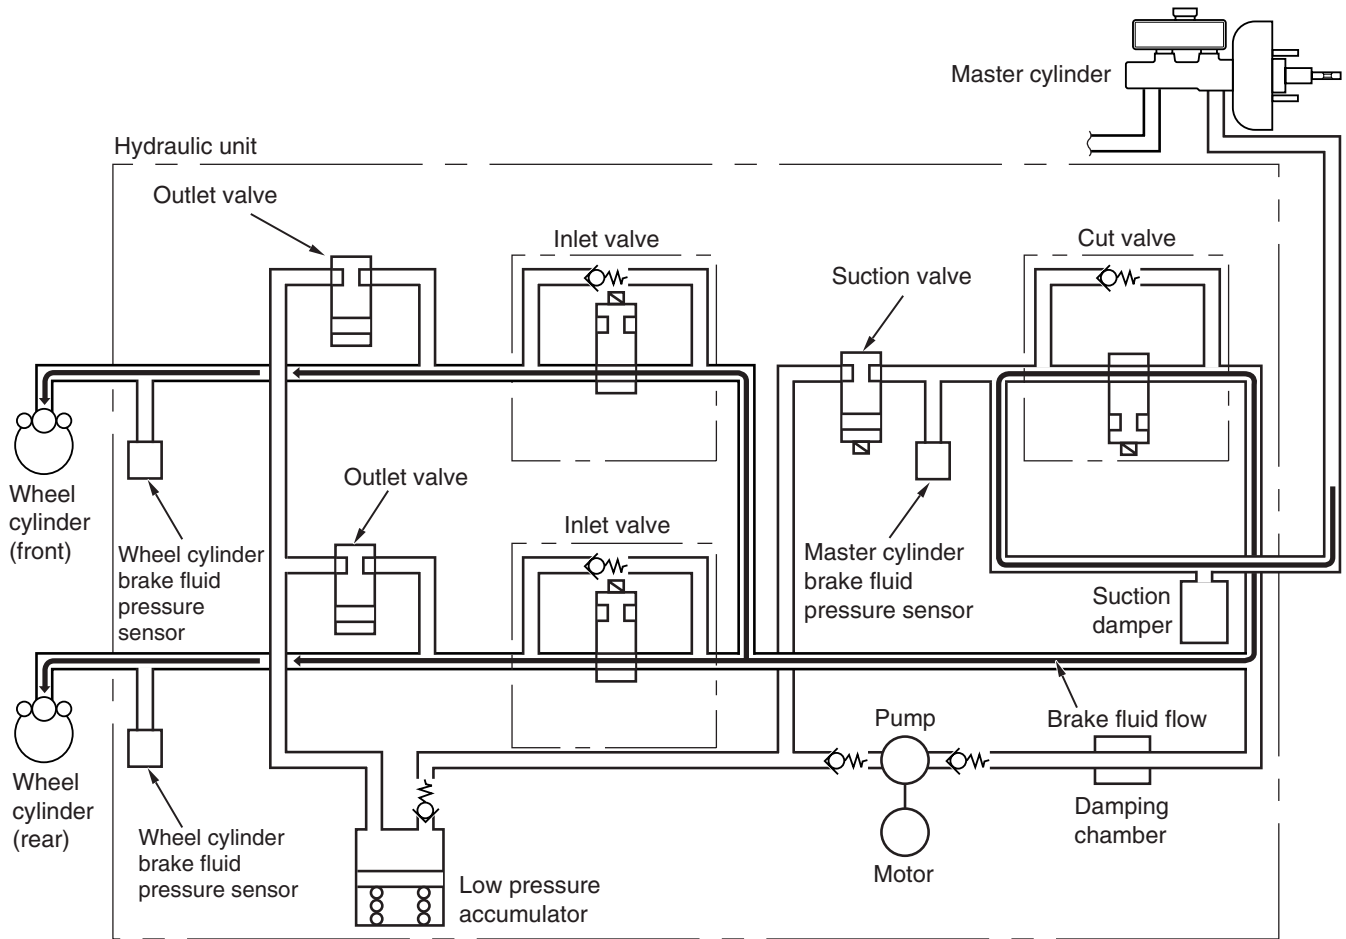 Master cylinder
Hydraulic unit
Outlet valve
Inlet valve
Cut valve
Suction valve
Wheel
cylinder
(front)
Wheel cylinder
brake fluid
pressure
sensor
Outlet valve
Inlet valve
Master cylinder
brake fluid
pressure sensor
Suction
damper
Brake fluid flow
Pump
Wheel
cylinder
(rear)
Wheel cylinder
brake fluid
pressure sensor
Low pressure
accumulator
Motor
Damping
chamber